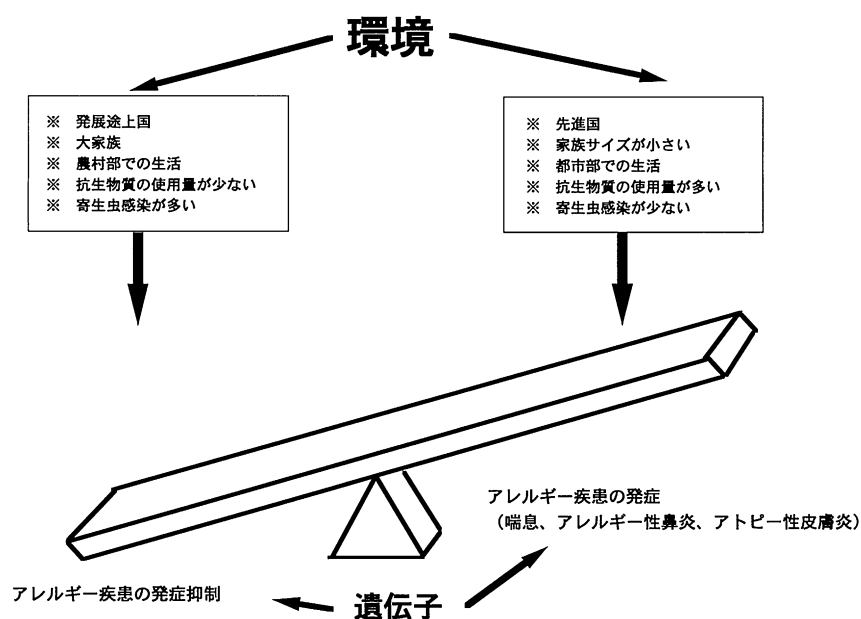 環境
※ 発展途上国
※ 大家族
※ 農村部での生活
※ 抗生物質の使用量が少ない
※ 寄生虫感染が多い
※ 先進国
※ 家族サイズが小さい
※ 都市部での生活
※ 抗生物質の使用量が多い
※ 寄生虫感染が少ない
アレルギー疾患の発症
(喘息、アレルギー性鼻炎、アトピー性皮膚炎)
アレルギー疾患の発症抑制
遺伝子